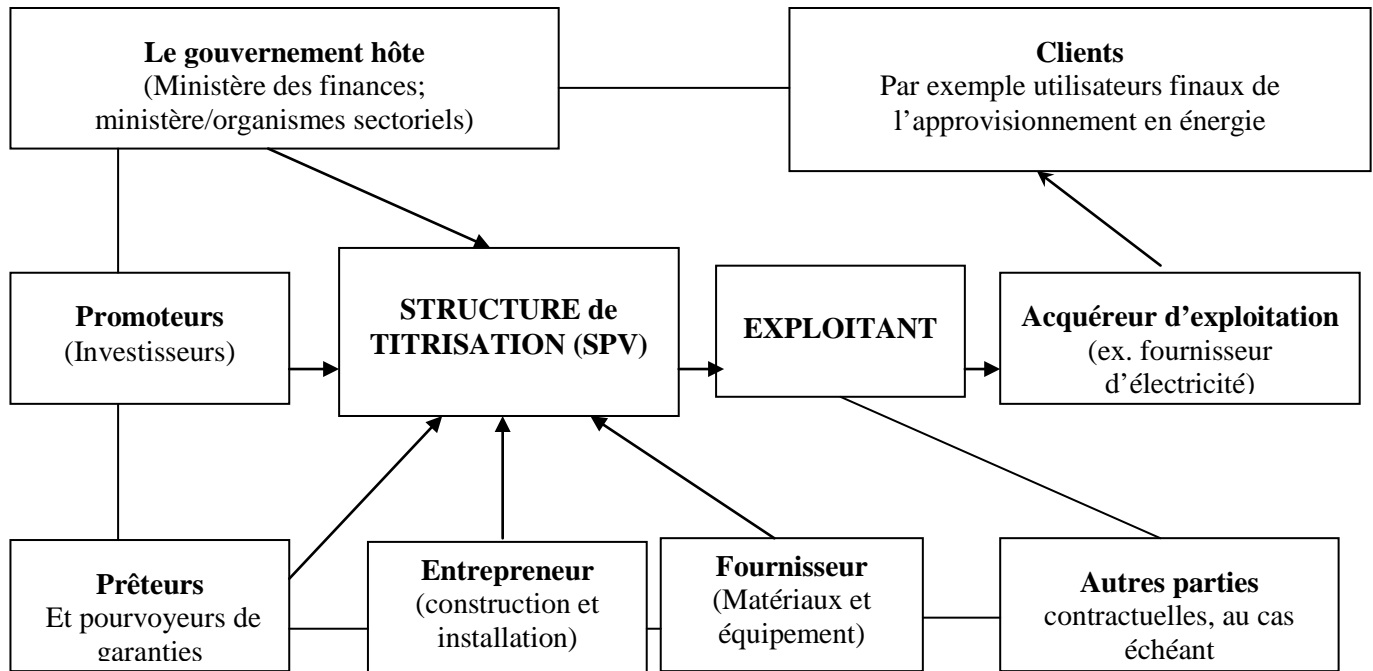 Le gouvernement hôte
(Ministère des finances;
ministère/organismes sectoriels)
Clients
Par exemple utilisateurs finaux de
l’approvisionnement en énergie
Promoteurs
(Investisseurs)
STRUCTURE de
TITRISATION (SPV)
EXPLOITANT
Acquéreur d’exploitation
(ex. fournisseur
d’électricité)
Prêteurs
Et pourvoyeurs de
garanties
Entrepreneur
(construction et
installation)
Fournisseur
(Matériaux et
équipement)
Autres parties
contractuelles, au cas
échéant